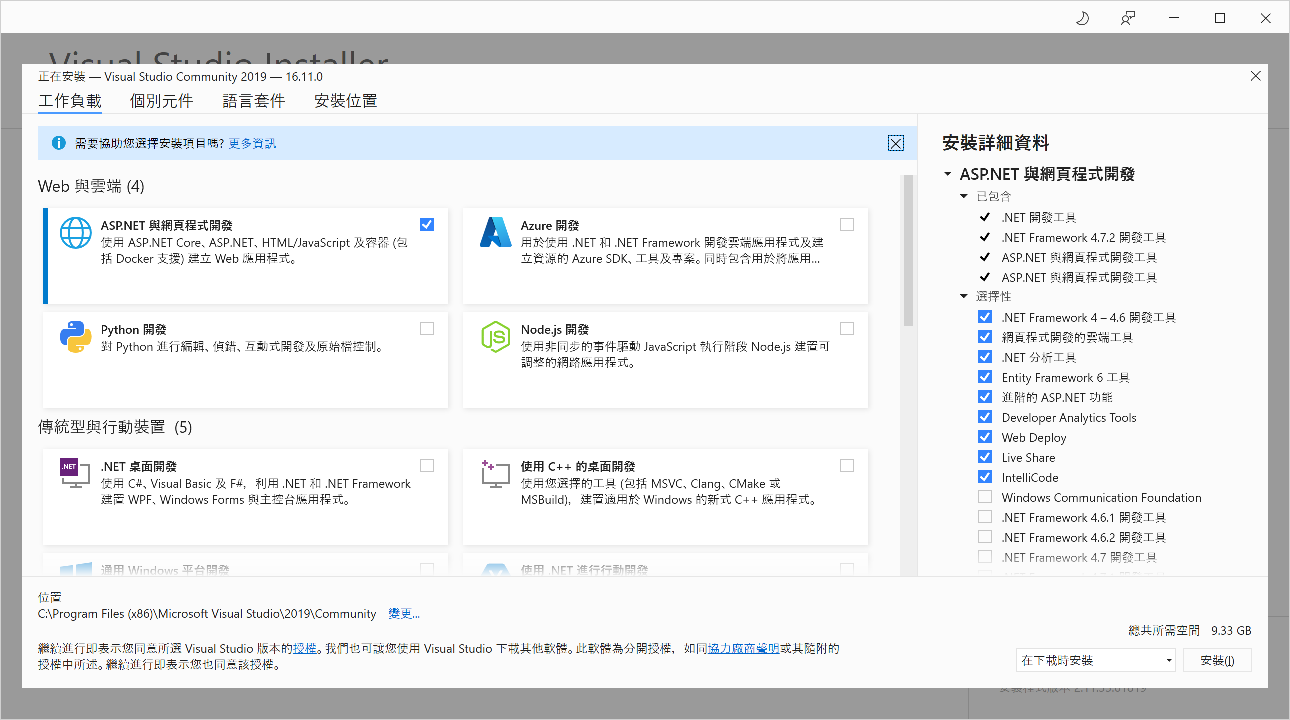 Visual Studio Installer
正在安裝 — Visual Studio Community 2019 — 16.11.0
工作負載 個別元件 語言套件 安裝位置
需要協助您選擇安裝項目嗎? 更多資訊
Web 與雲端 (4)
ASP.NET 與網頁程式開發
使用 ASP.NET Core、ASP.NET、HTML/JavaScript 及容器 (包
括 Docker 支援) 建立 Web 應用程式。
Azure 開發
用於使用 .NET 和 .NET Framework 開發雲端應用程式及建
立資源的 Azure SDK、工具及專案。同時包含用於將應用...
Python 開發
對 Python 進行編輯、偵錯、互動式開發及原始檔控制。
Node.js 開發
使用非同步的事件驅動 JavaScript 執行階段 Node.js 建置可
調整的網路應用程式。
傳統型與行動裝置 (5)
.NET
.NET 桌面開發
使用 C#、Visual Basic 及 F#，利用 .NET 和 .NET Framework
建置 WPF、Windows Forms 與主控台應用程式。
使用 C++ 的桌面開發
使用您選擇的工具 (包括 MSVC、Clang、CMake 或
MSBuild)，建置適用於 Windows 的新式 C++ 應用程式。
通用 Windows 平台開發
使用 .NET 進行行動開發
安裝詳細資料
ASP.NET 與網頁程式開發
已包含
.NET 開發工具
.NET Framework 4.7.2 開發工具
ASP.NET 與網頁程式開發工具
ASP.NET 與網頁程式開發工具
選擇性
.NET Framework 4 – 4.6 開發工具
網頁程式開發的雲端工具
.NET 分析工具
Entity Framework 6 工具
進階的 ASP.NET 功能
Developer Analytics Tools
Web Deploy
Live Share
IntelliCode
Windows Communication Foundation
.NET Framework 4.6.1 開發工具
.NET Framework 4.6.2 開發工具
.NET Framework 4.7 開發工具
位置
C:\Program Files (x86)\Microsoft Visual Studio\2019\Community 變更...
總共所需空間 9.33 GB
繼續進行即表示您同意所選 Visual Studio 版本的授權。我們也可讓您使用 Visual Studio 下載其他軟體。此軟體為分開授權，如同協力廠商聲明或其隨附的
授權中所述。繼續進行即表示您也同意該授權。
在下載時安裝 安裝(I)